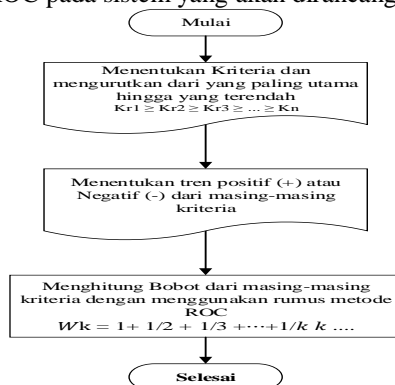 ROC pada sistem yang akan dirancang
Mulai
Menentukan Kriteria dan
mengurutkan dari yang paling utama
hingga yang terendah
Kr1 ≥ Kr2 ≥ Kr3 ≥ ... ≥ Kn
Menentukan tren positif (+) atau
Negatif (-) dari masing-masing
kriteria
Menghitung Bobot dari masing-masing
kriteria dengan menggunakan rumus metode
ROC
Wk = 1+ 1/2 + 1/3 +⋯+1/k k ....
Selesai